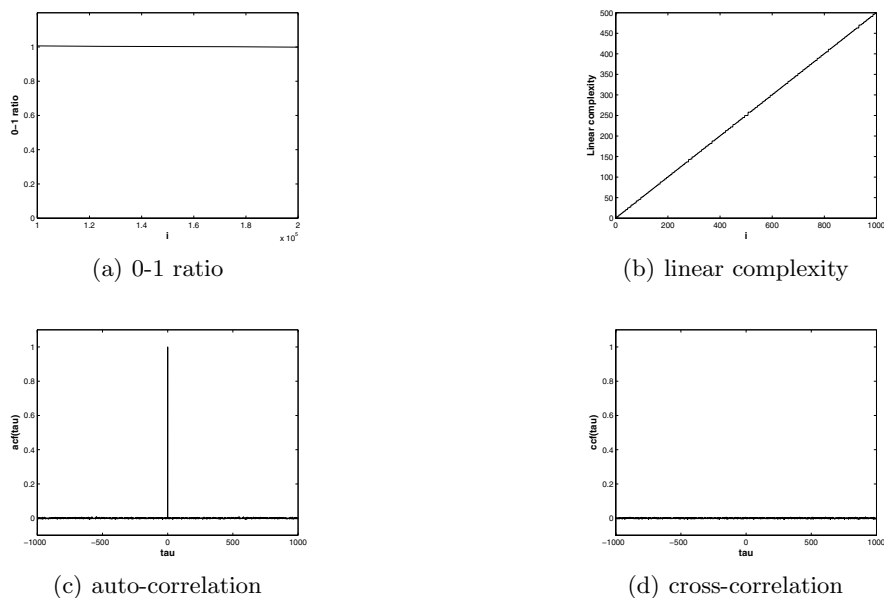 1
0.8
0.6
0.4
0.2
0
0-1 ratio
1 1.2 1.4 1.6 1.8 2
i
x 10^5
(a) 0-1 ratio
500
450
400
350
300
250
200
150
100
50
0
Linear complexity
0 200 400 600 800 1000
i
(b) linear complexity
1
0.8
0.6
0.4
0.2
0
acf(tau)
−1000 −500 0 500 1000
tau
(c) auto-correlation
1
0.8
0.6
0.4
0.2
0
ccf(tau)
−1000 −500 0 500 1000
tau
(d) cross-correlation